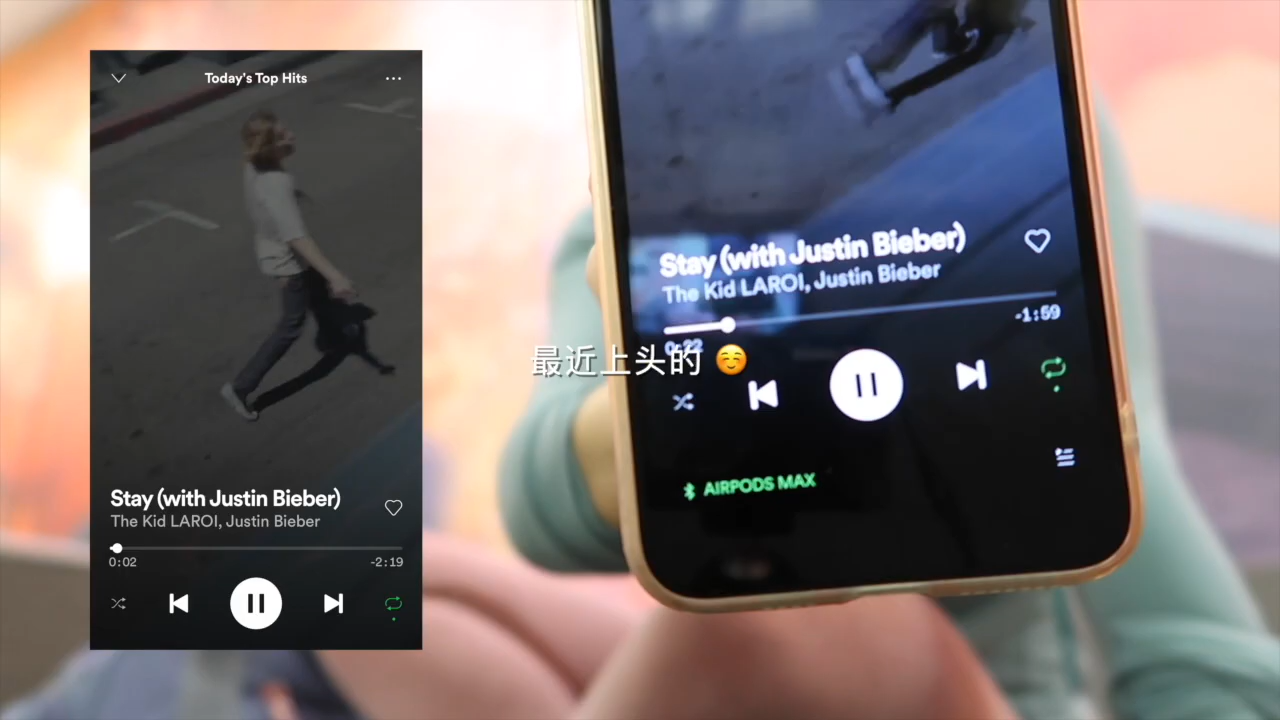 Today's Top Hits
Stay (with Justin Bieber)
The Kid LAROI, Justin Bieber
0:02
-2:19
Stay (with Justin Bieber)
The Kid LAROI, Justin Bieber
0:22
-1:59
最近上头的 ☺️
AIRPODS MAX